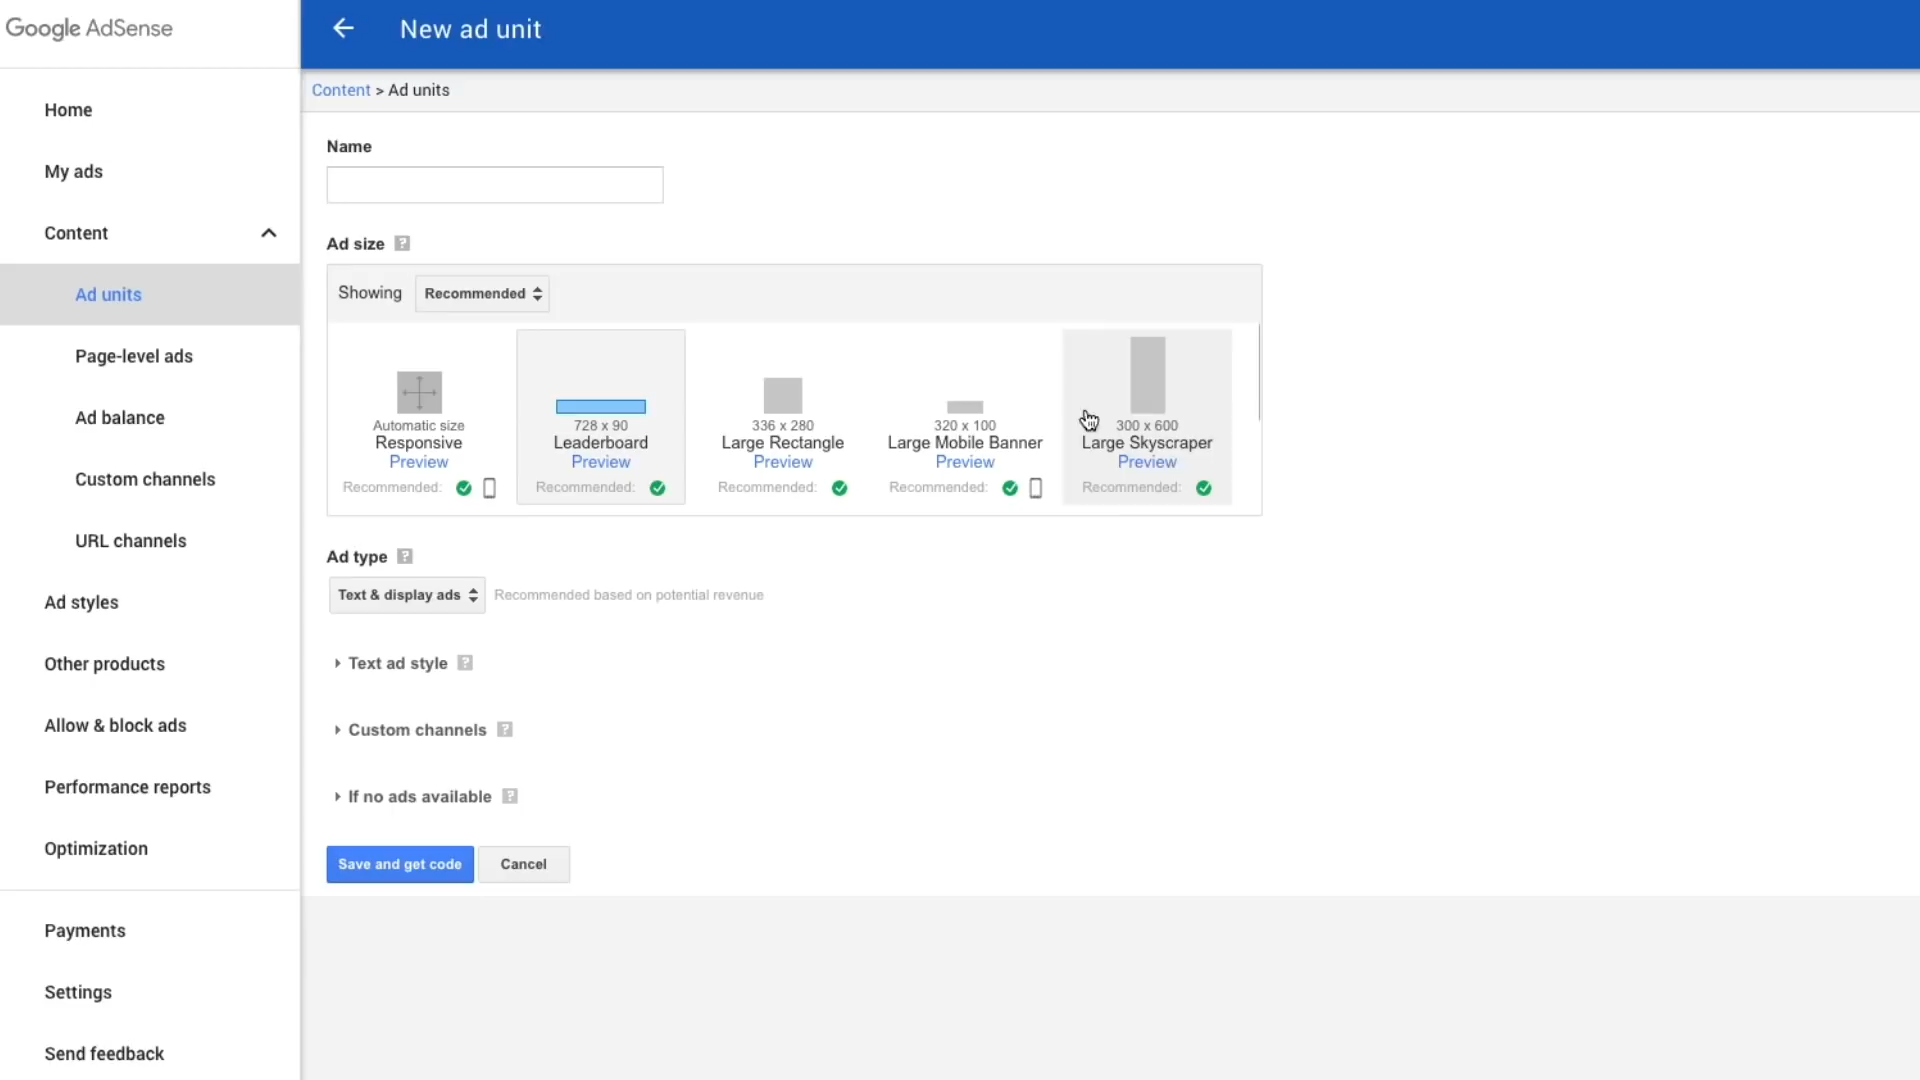 Google AdSense
New ad unit
Content > Ad units
Home
My ads
Content
Ad units
Page-level ads
Ad balance
Custom channels
URL channels
Ad styles
Other products
Allow & block ads
Performance reports
Optimization
Payments
Settings
Send feedback
Name
Ad size ?
Showing Recommended
Automatic size
Responsive
Preview
Recommended:
728 x 90
Leaderboard
Preview
Recommended:
336 x 280
Large Rectangle
Preview
Recommended:
320 x 100
Large Mobile Banner
Preview
Recommended:
300 x 600
Large Skyscraper
Preview
Recommended:
Ad type ?
Text & display ads Recommended based on potential revenue
Text ad style ?
Custom channels ?
If no ads available ?
Save and get code Cancel